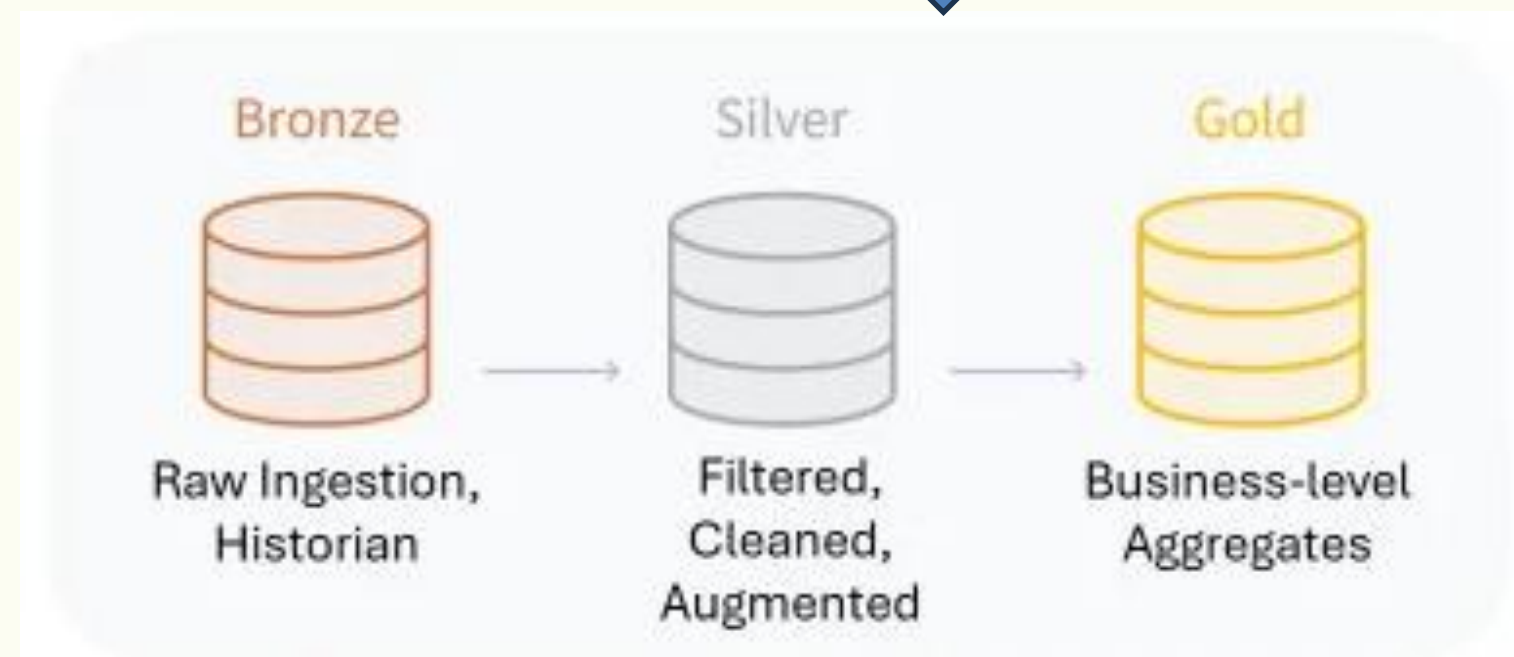 Bronze
Silver
Gold
Raw Ingestion,
Historian
Filtered,
Cleaned,
Augmented
Business-level
Aggregates